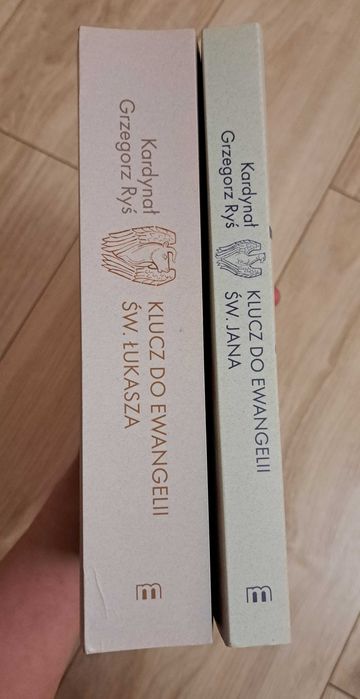 Kardynał
Grzegorz Ryś
KLUCZ DO EWANGELII
ŚW. ŁUKASZA
Kardynał
Grzegorz Ryś
KLUCZ DO EWANGELII
ŚW. JANA